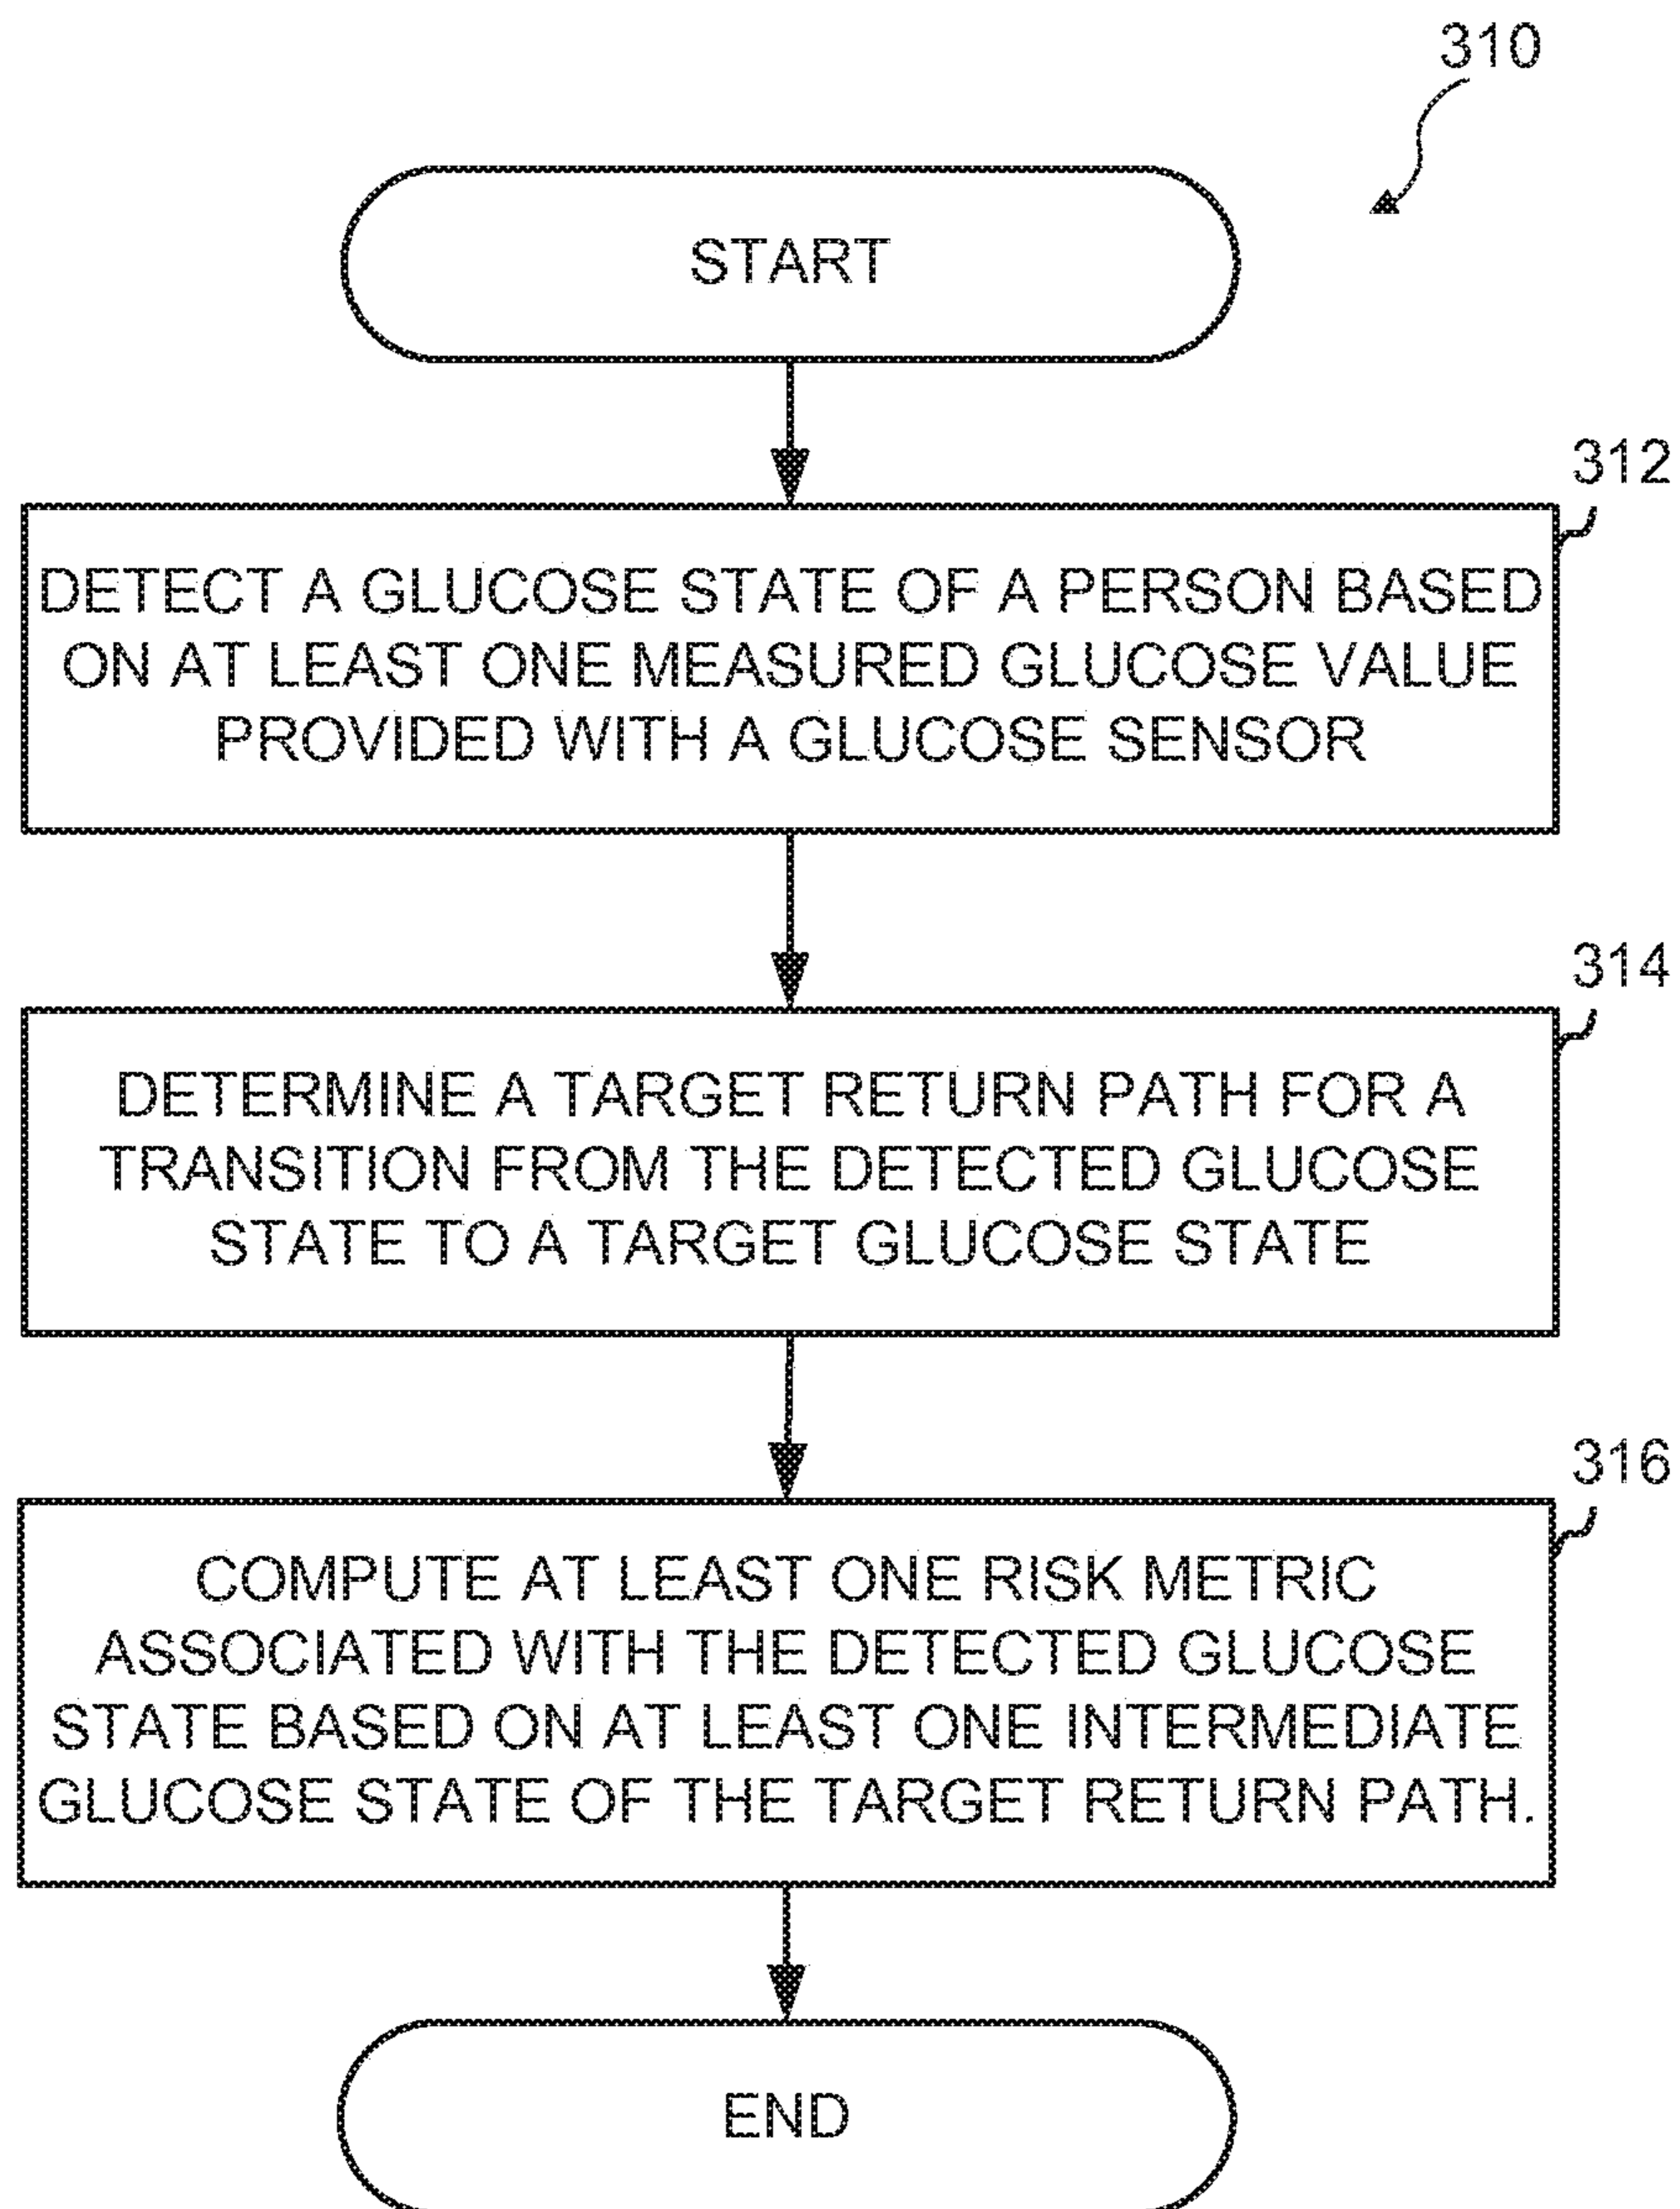 310
START
312
DETECT A GLUCOSE STATE OF A PERSON BASED
ON AT LEAST ONE MEASURED GLUCOSE VALUE
PROVIDED WITH A GLUCOSE SENSOR
314
DETERMINE A TARGET RETURN PATH FOR A
TRANSITION FROM THE DETECTED GLUCOSE
STATE TO A TARGET GLUCOSE STATE
316
COMPUTE AT LEAST ONE RISK METRIC
ASSOCIATED WITH THE DETECTED GLUCOSE
STATE BASED ON AT LEAST ONE INTERMEDIATE
GLUCOSE STATE OF THE TARGET RETURN PATH.
END